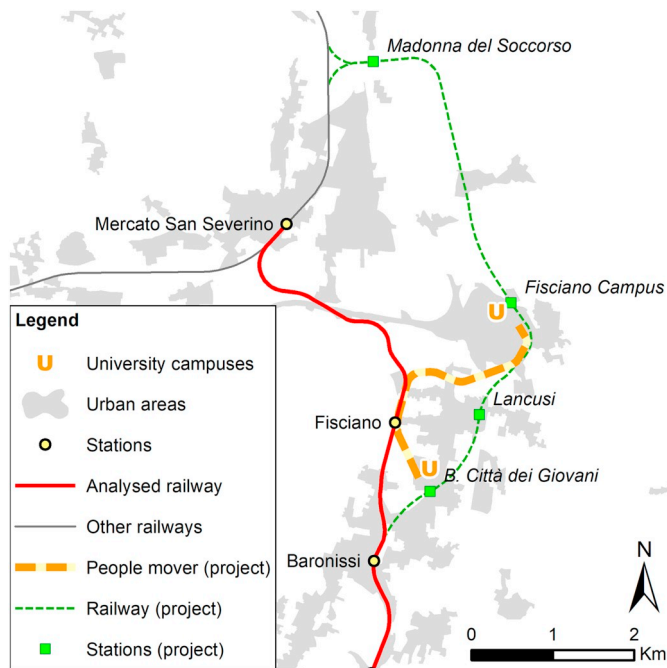 Madonna del Soccorso
Mercato San Severino
Fisciano Campus
U
Legend
U University campuses
Urban areas
Stations
Analysed railway
Other railways
People mover (project)
Railway (project)
Stations (project)
Lancusi
Fisciano
U
B. Città dei Giovani
Baronissi
N
0 1 2
Km